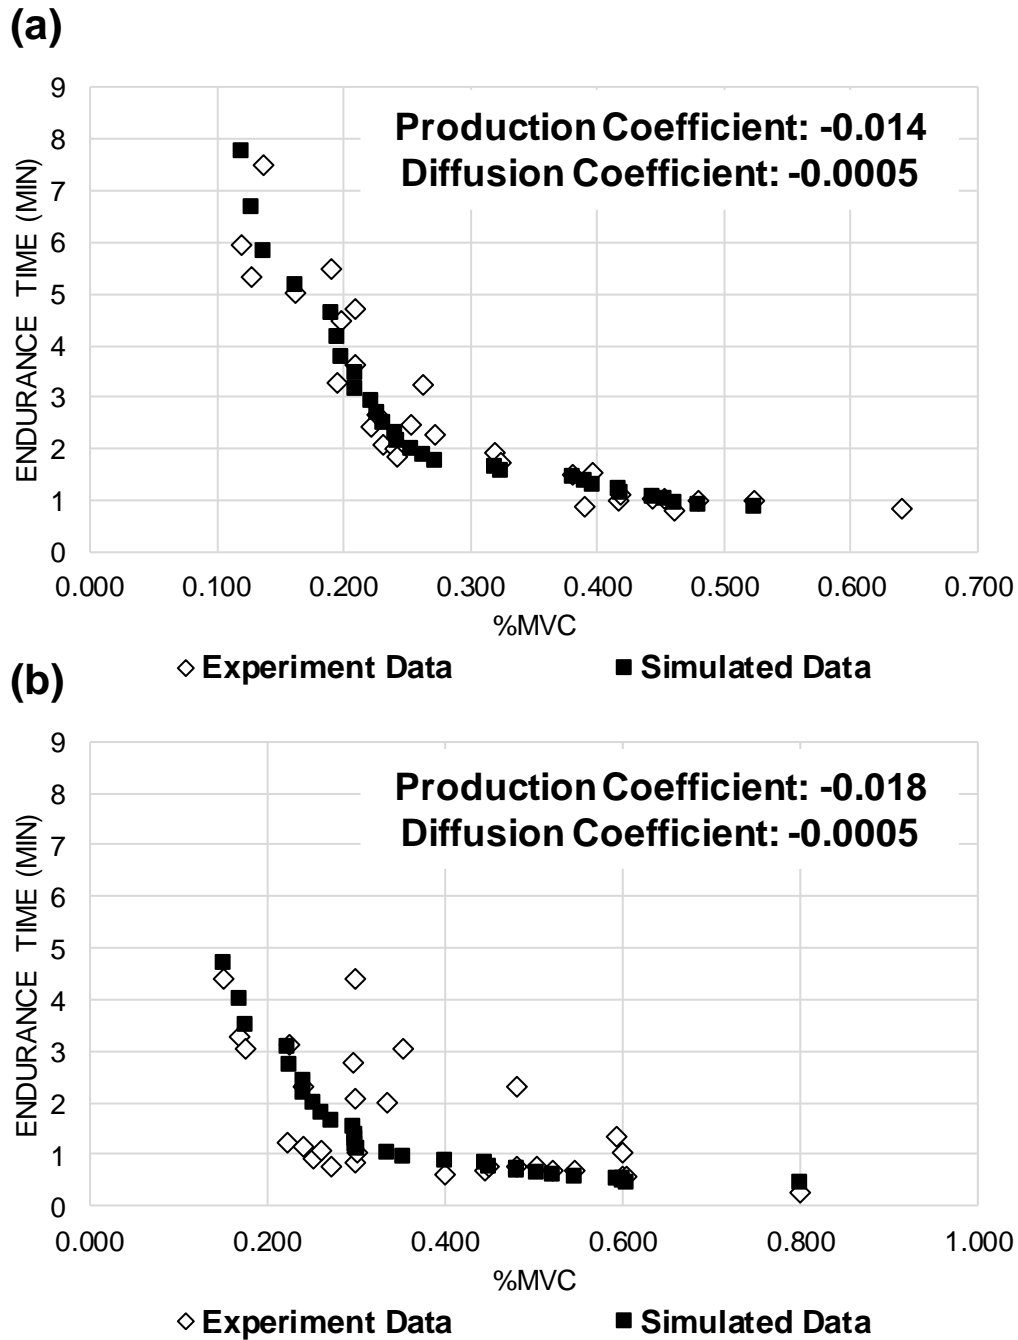 (a)
Production Coefficient: -0.014
Diffusion Coefficient: -0.0005
ENDURANCE TIME (MIN)
9
8
7
6
5
4
3
2
1
0
0.000 0.100 0.200 0.300 0.400 0.500 0.600 0.700
%MVC
Experiment Data Simulated Data
(b)
Production Coefficient: -0.018
Diffusion Coefficient: -0.0005
ENDURANCE TIME (MIN)
9
8
7
6
5
4
3
2
1
0
0.000 0.200 0.400 0.600 0.800 1.000
%MVC
Experiment Data Simulated Data